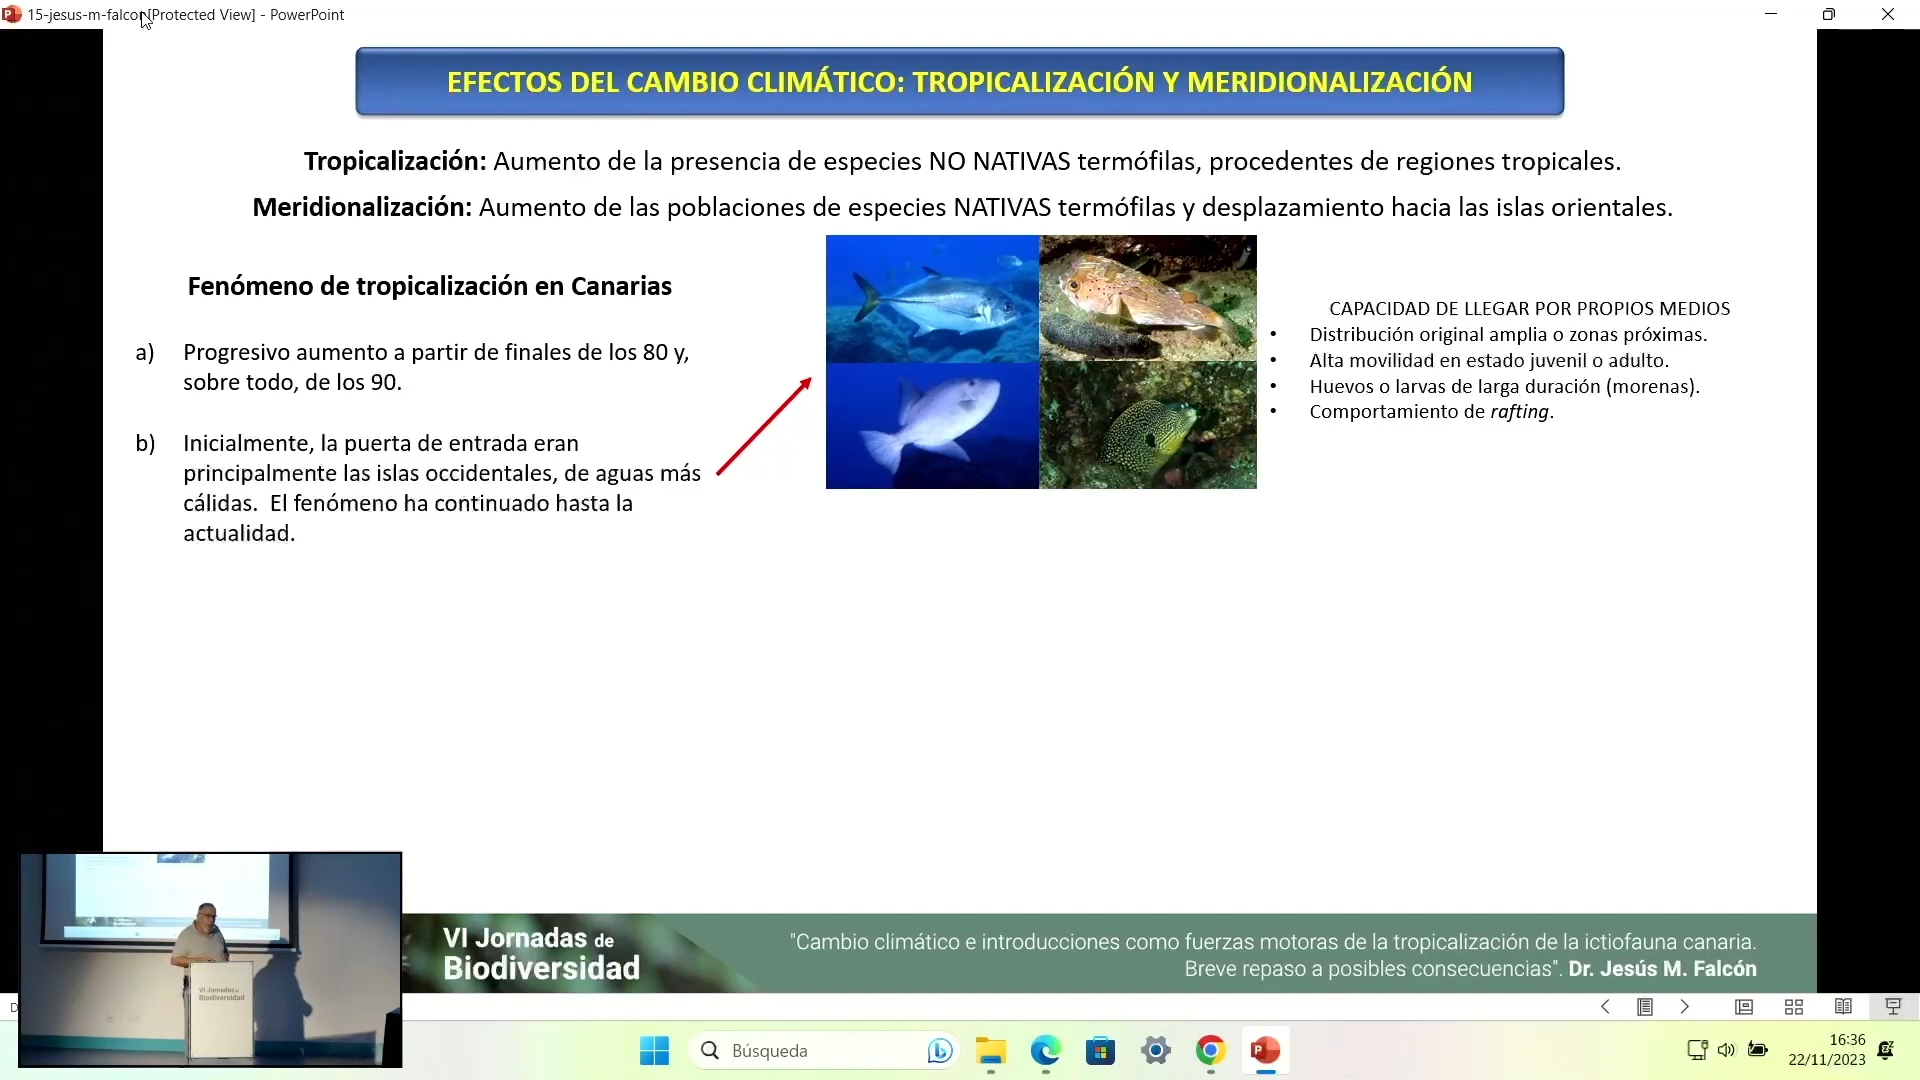 15-jesus-m-falcon [Protected View] - PowerPoint
EFECTOS DEL CAMBIO CLIMÁTICO: TROPICALIZACIÓN Y MERIDIONALIZACIÓN
Tropicalización: Aumento de la presencia de especies NO NATIVAS termófilas, procedentes de regiones tropicales.
Meridionalización: Aumento de las poblaciones de especies NATIVAS termófilas y desplazamiento hacia las islas orientales.
Fenómeno de tropicalización en Canarias
a) Progresivo aumento a partir de finales de los 80 y,
sobre todo, de los 90.
b) Inicialmente, la puerta de entrada eran
principalmente las islas occidentales, de aguas más
cálidas. El fenómeno ha continuado hasta la
actualidad.
CAPACIDAD DE LLEGAR POR PROPIOS MEDIOS
• Distribución original amplia o zonas próximas.
• Alta movilidad en estado juvenil o adulto.
• Huevos o larvas de larga duración (morenas).
• Comportamiento de rafting.
VI Jornadas de
Biodiversidad
VI Jornadas de
Biodiversidad
"Cambio climático e introducciones como fuerzas motoras de la tropicalización de la ictiofauna canaria.
Breve repaso a posibles consecuencias". Dr. Jesús M. Falcón
Búsqueda
16:36
22/11/2023